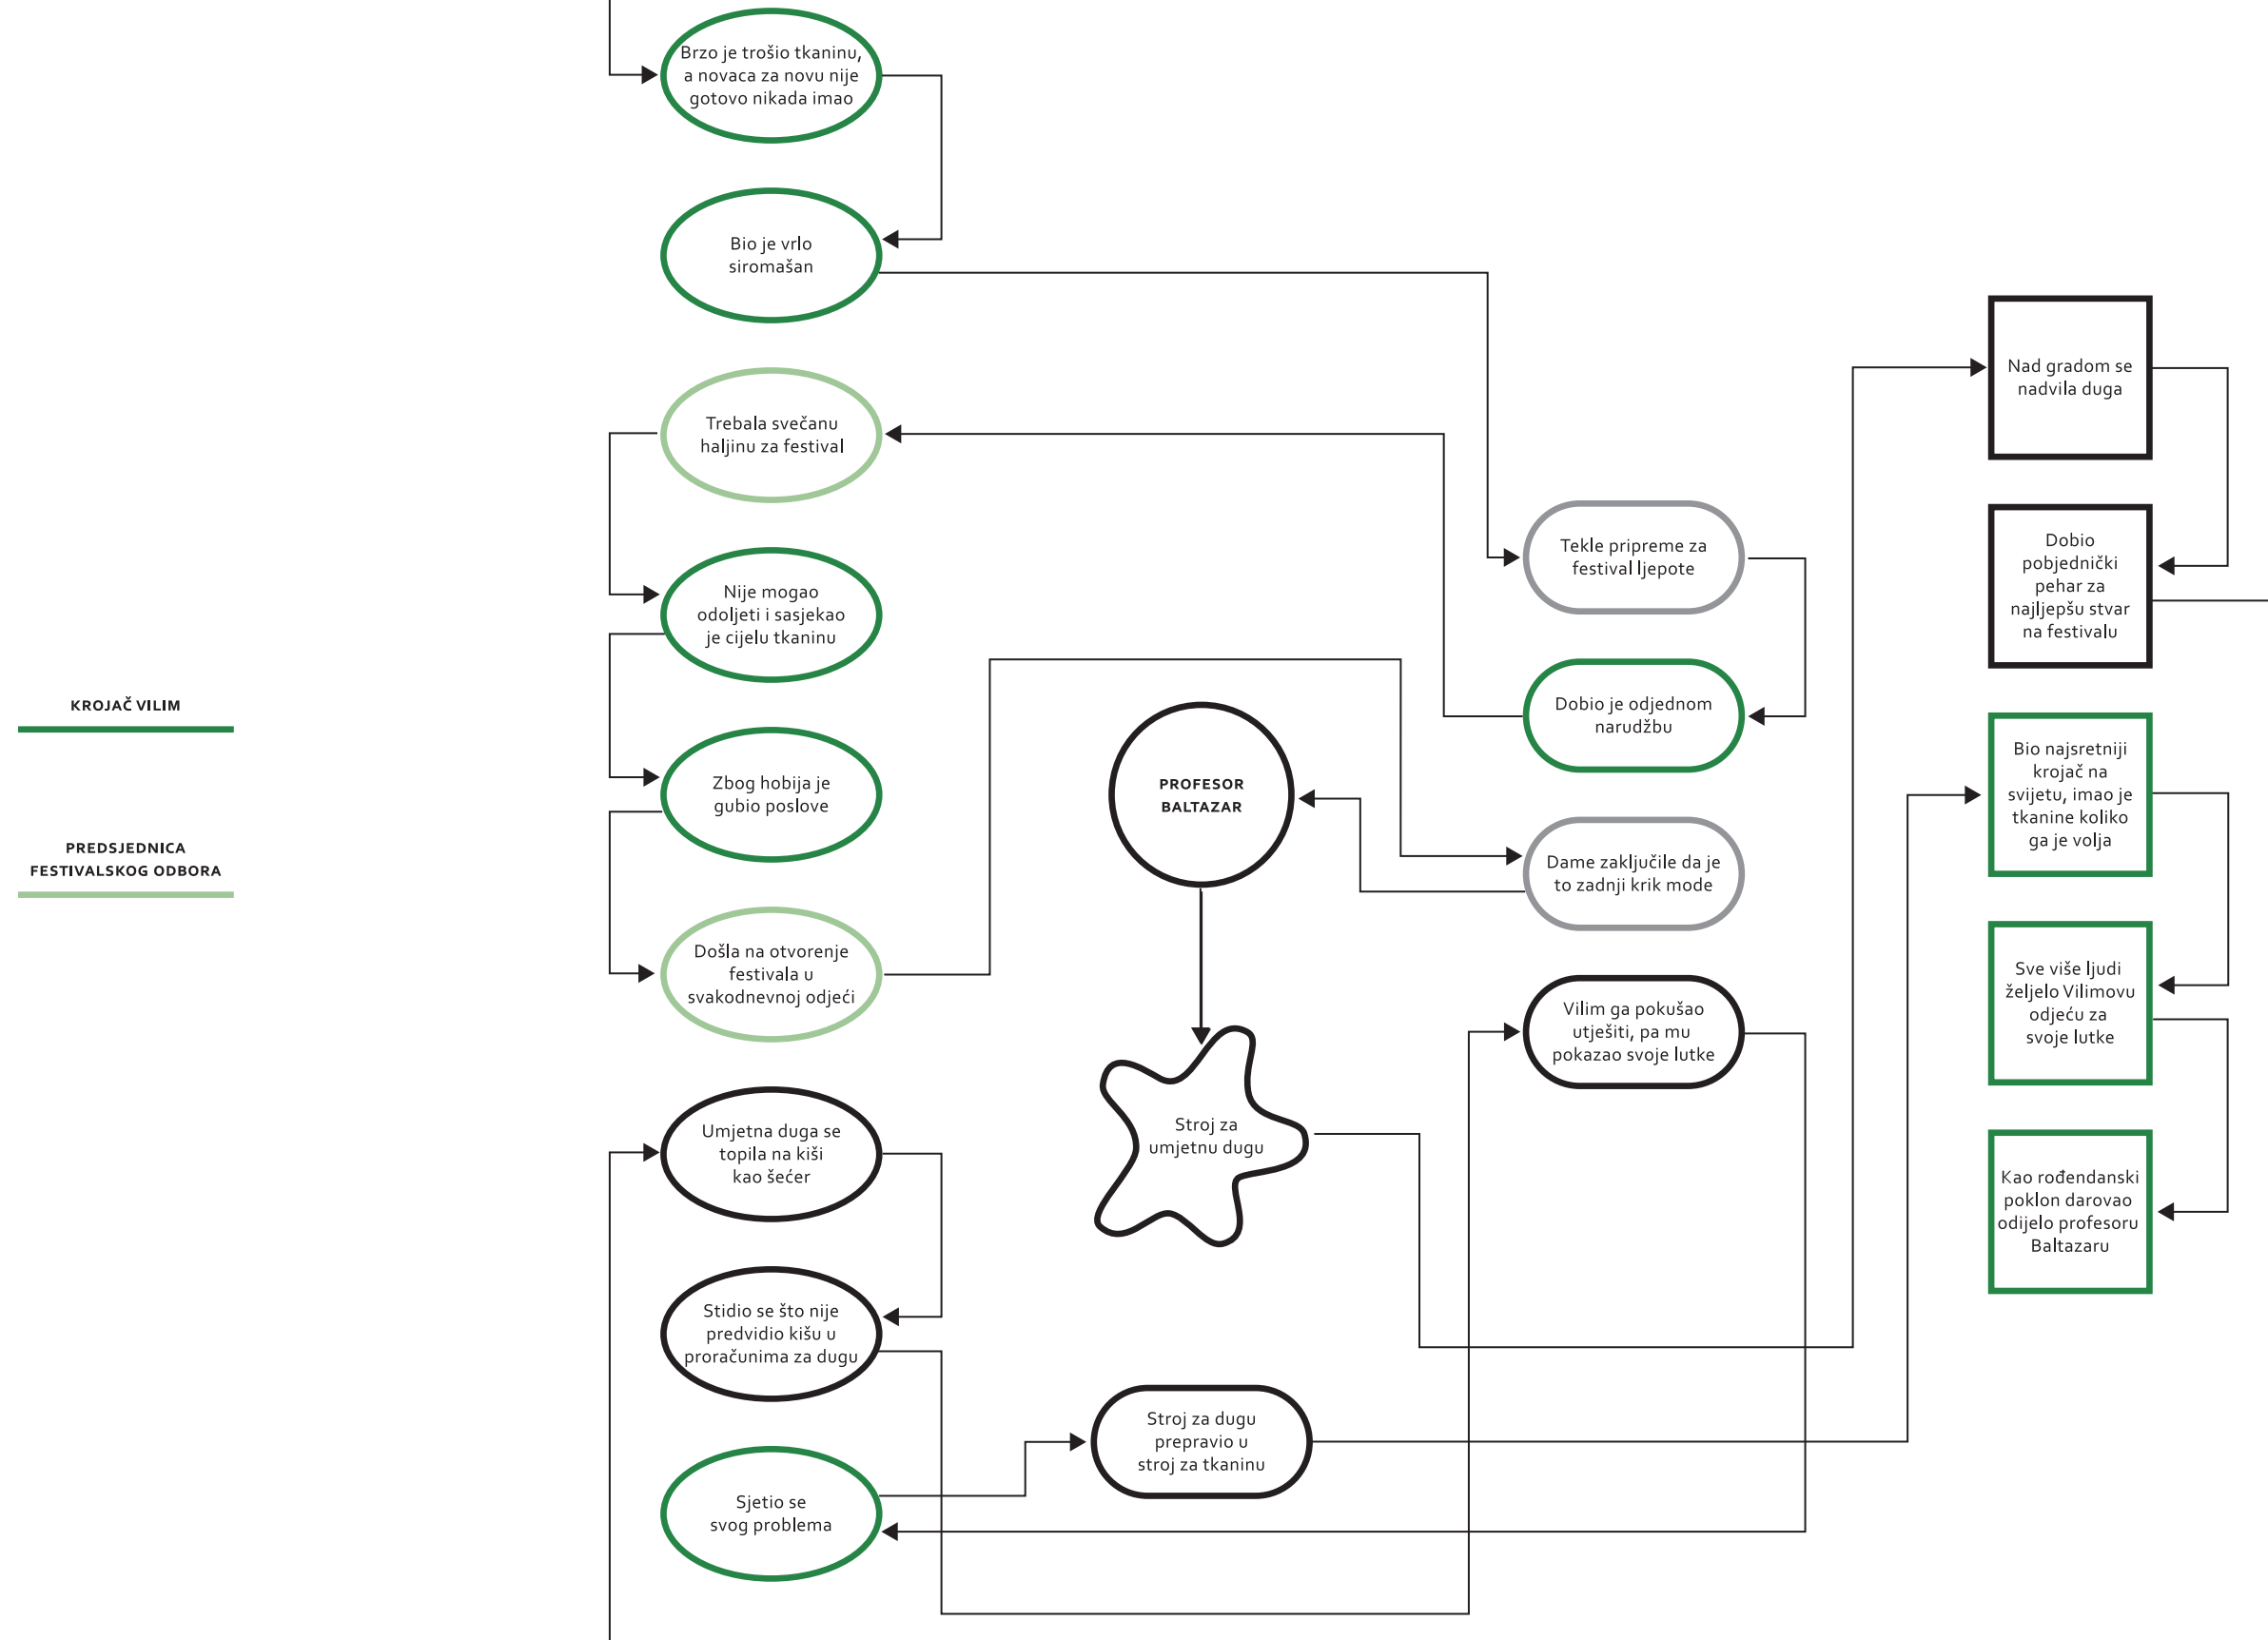 Brzo je trošio tkaninu,
a novaca za novu nije
gotovo nikada imao
Bio je vrlo
siromašan
Trebala svečanu
haljinu za festival
Nije mogao
odoljeti i sasjekao
je cijelu tkaninu
Zbog hobija je
gubio poslove
Došla na otvorenje
festivala u
svakodnevnoj odjeći
Umjetna duga se
topila na kiši
kao šećer
Stidio se što nije
predvidio kišu u
proračunima za dugu
Sjetio se
svog problema
KROJAČ VILIM
PREDSJEDNICA
FESTIVALSKOG ODBORA
PROFESOR
BALTAZAR
Stroj za
umjetnu dugu
Stroj za dugu
prepravio u
stroj za tkaninu
Tekle pripreme za
festival ljepote
Dobio je odjednom
narudžbu
Dame zaključile da je
to zadnji krik mode
Vilim ga pokušao
utješiti, pa mu
pokazao svoje lutke
Nad gradom se
nadvila duga
Dobio
pobjednički
pehar za
najljepšu stvar
na festivalu
Bio najsretniji
krojač na
svijetu, imao je
tkanine koliko
ga je volja
Sve više ljudi
željelo Vilimovu
odjeću za
svoje lutke
Kao rođendanski
poklon darovao
odijelo profesoru
Baltazaru